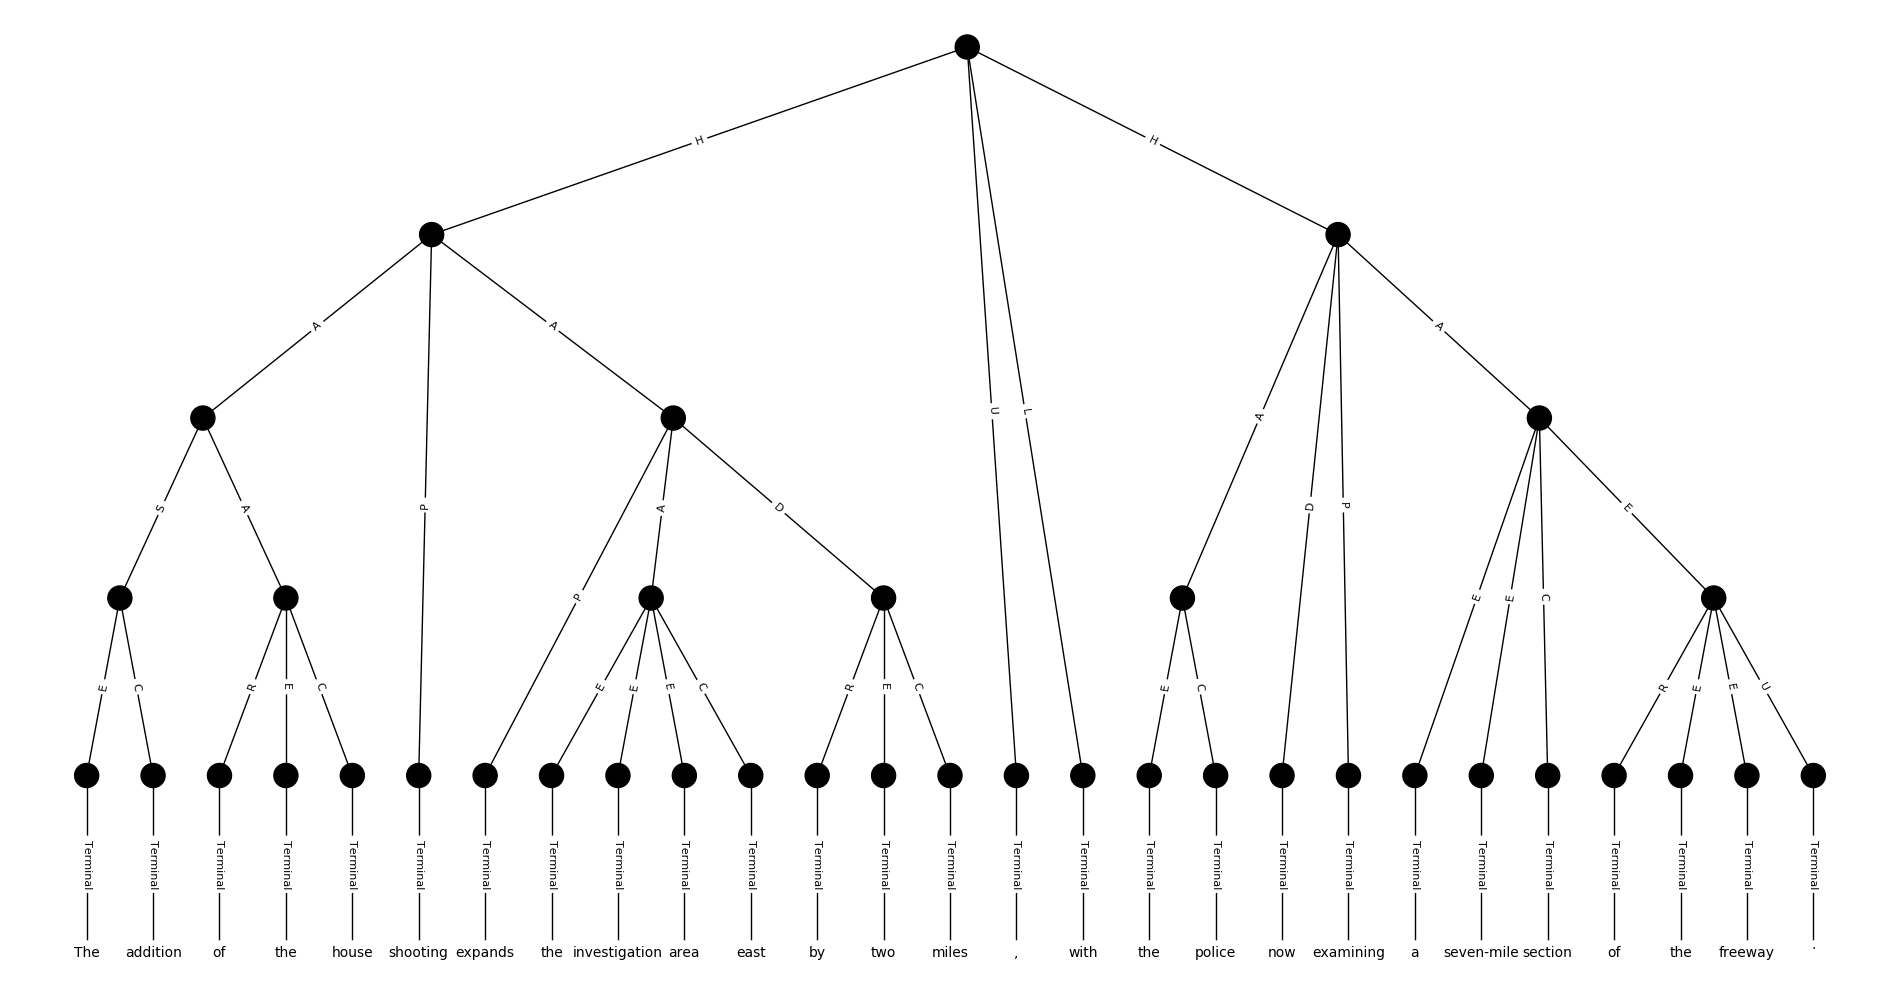 H H
U L
A A A A
S A P A D D P E
P E E C
E C R E C E E E C R E C E C R E E U
Terminal Terminal Terminal Terminal Terminal Terminal Terminal Terminal Terminal Terminal Terminal Terminal Terminal Terminal Terminal Terminal Terminal Terminal Terminal Terminal Terminal Terminal Terminal Terminal Terminal Terminal Terminal
The addition of the house shooting expands the investigation area east by two miles , with the police now examining a seven-mile section of the freeway .